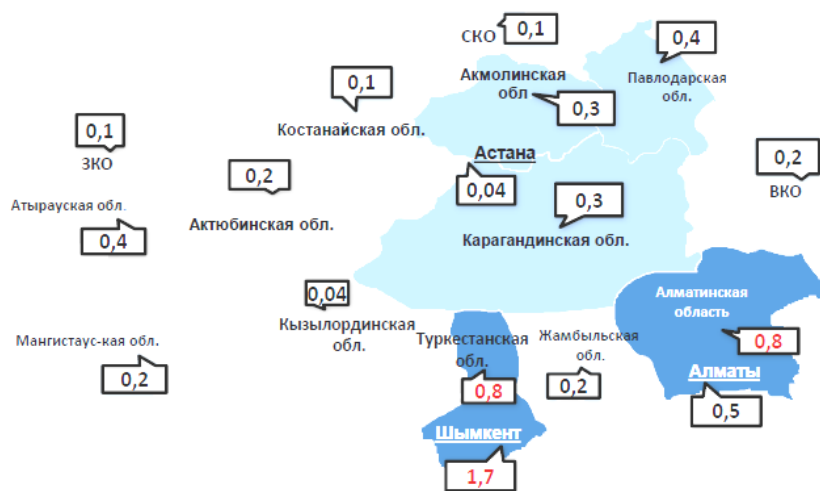 СКО
0,1
0,4
Акмолинская
обл
Павлодарская
обл.
0,1
0,3
Костанайская обл.
0,1
ЗКО
Астана
0,2
ВКО
0,2
0,04
Атырауская обл.
0,4
Актюбинская обл.
0,3
Карагандинская обл.
0,04
Кызылординская
обл.
Алматинская
область
Мангистаус-кая обл.
0,2
Туркестанская
обл.
Жамбыльская
обл.
0,8
0,8
0,2
Алматы
0,5
Шымкент
1,7